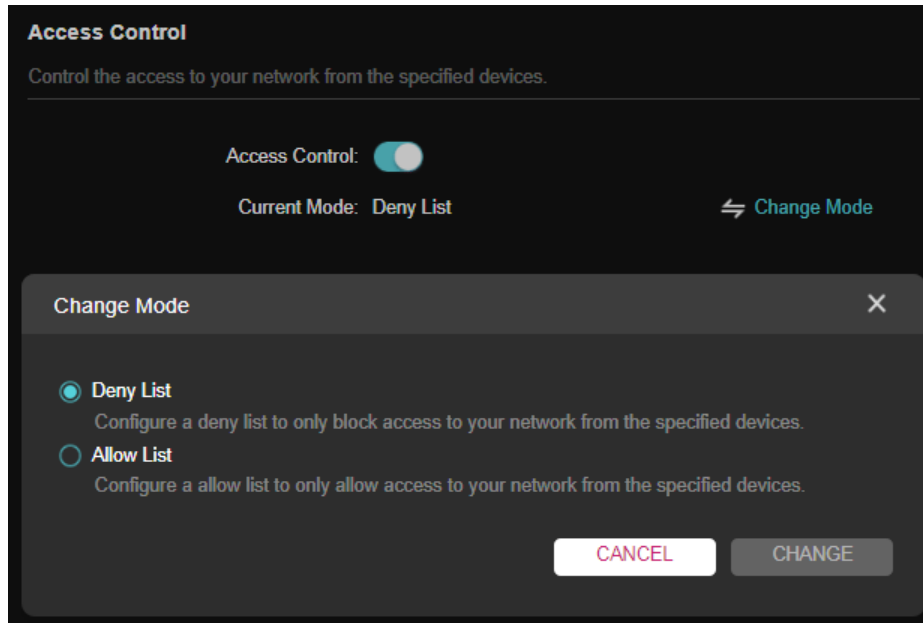 Access Control
Control the access to your network from the specified devices.
Access Control:
Current Mode: Deny List Change Mode
Change Mode
Deny List
Configure a deny list to only block access to your network from the specified devices.
Allow List
Configure a allow list to only allow access to your network from the specified devices.
CANCEL CHANGE